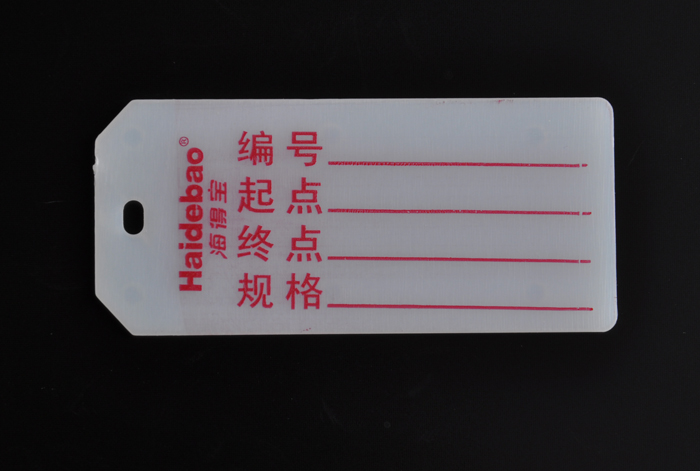 Haidebao®
海得宝
编号
起点
终点
规格